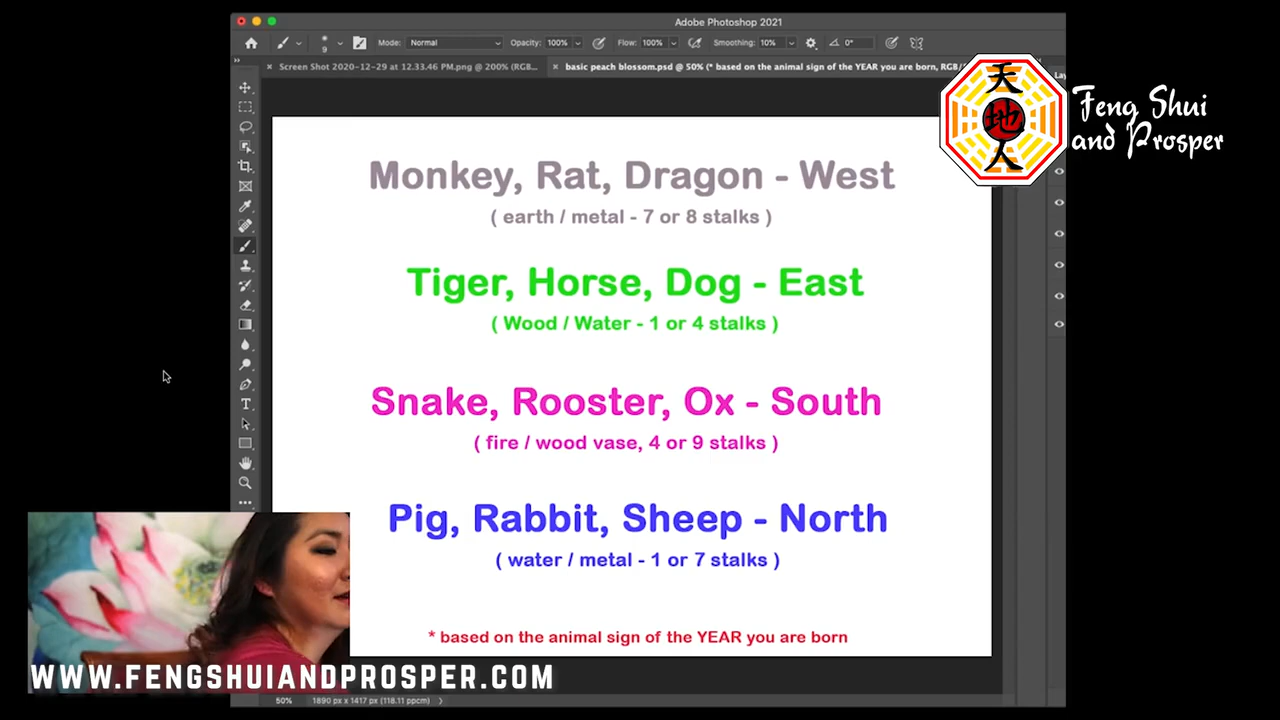 Adobe Photoshop 2021
9
Mode: Normal
Opacity: 100%
Flow: 100%
Smoothing: 10%
0°
Screen Shot 2020-12-29 at 12.33.46 PM.png @ 200% (RGB...
basic peach blossom.psd @ 50% (* based on the animal sign of the YEAR you are born, RGB/
天
地
人
Feng Shui
and Prosper
Monkey, Rat, Dragon - West
( earth / metal - 7 or 8 stalks )
Tiger, Horse, Dog - East
( Wood / Water - 1 or 4 stalks )
Snake, Rooster, Ox - South
( fire / wood vase, 4 or 9 stalks )
Pig, Rabbit, Sheep - North
( water / metal - 1 or 7 stalks )
* based on the animal sign of the YEAR you are born
WWW.FENGSHUIANDPROSPER.COM
50%
1890 px x 1417 px (118.11 ppcm)